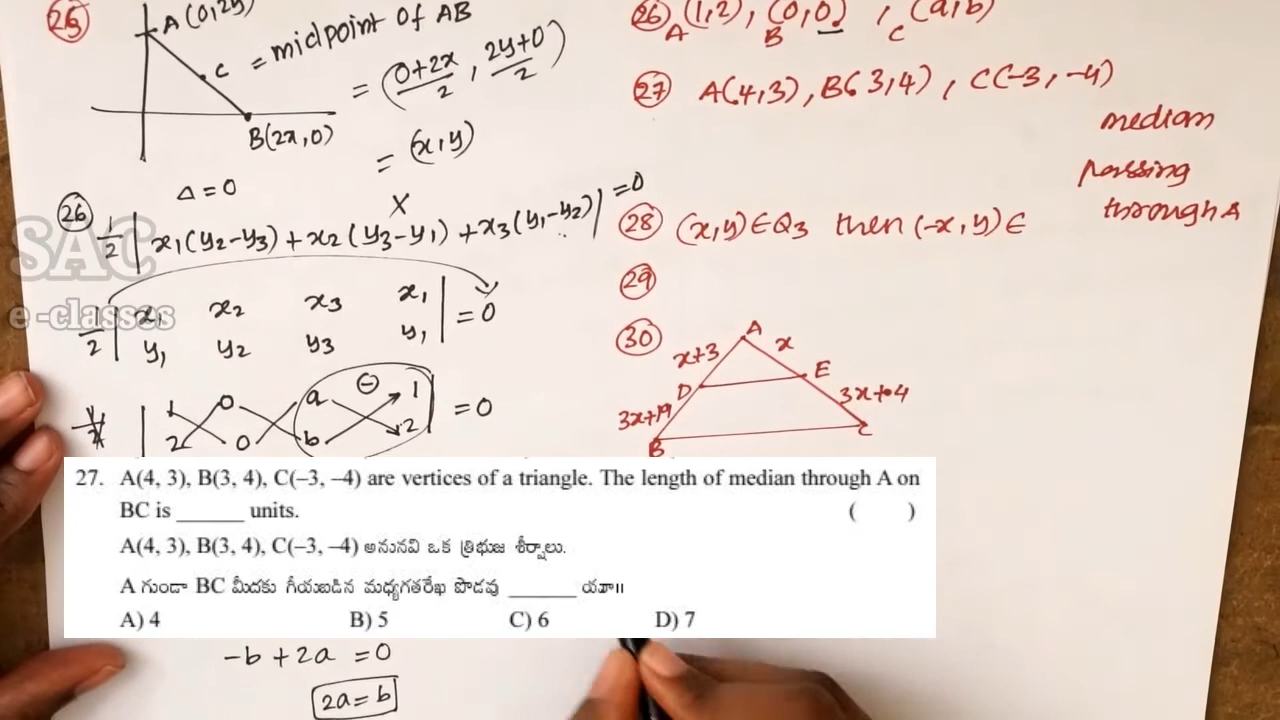 25
A (0,2y)
C = midpoint of AB
= (0+2x/2 , 2y+0/2)
= (x,y)
B(2x,0)
26
Δ = 0
1/2 | x₁(y₂-y₃) + x₂(y₃-y₁) + x₃(y₁-y₂) | = 0
1/2 | x₁ x₂ x₃ x₁ | = 0
y₁ y₂ y₃ y₁
1/2 | 1 0 a 1 | = 0
2 0 b 2
-b + 2a = 0
2a = b
26 (1,2), (0,0), (a,b)
A B C
27 A(4,3), B(3,4), C(-3,-4)
median
passing
through A
28 (x,y)∈Q₃ then (-x,y)∈
29
30
A
x+3 x
D E
3x+19 3x+4
B C
SAC
e -classes
27. A(4, 3), B(3, 4), C(–3, –4) are vertices of a triangle. The length of median through A on
BC is ______ units. ( )
A(4, 3), B(3, 4), C(–3, –4) అనునవి ఒక త్రిభుజ శీర్షాలు.
A గుండా BC మీదకు గీయబడిన మధ్యగతరేఖ పొడవు ______ యూ॥
A) 4 B) 5 C) 6 D) 7